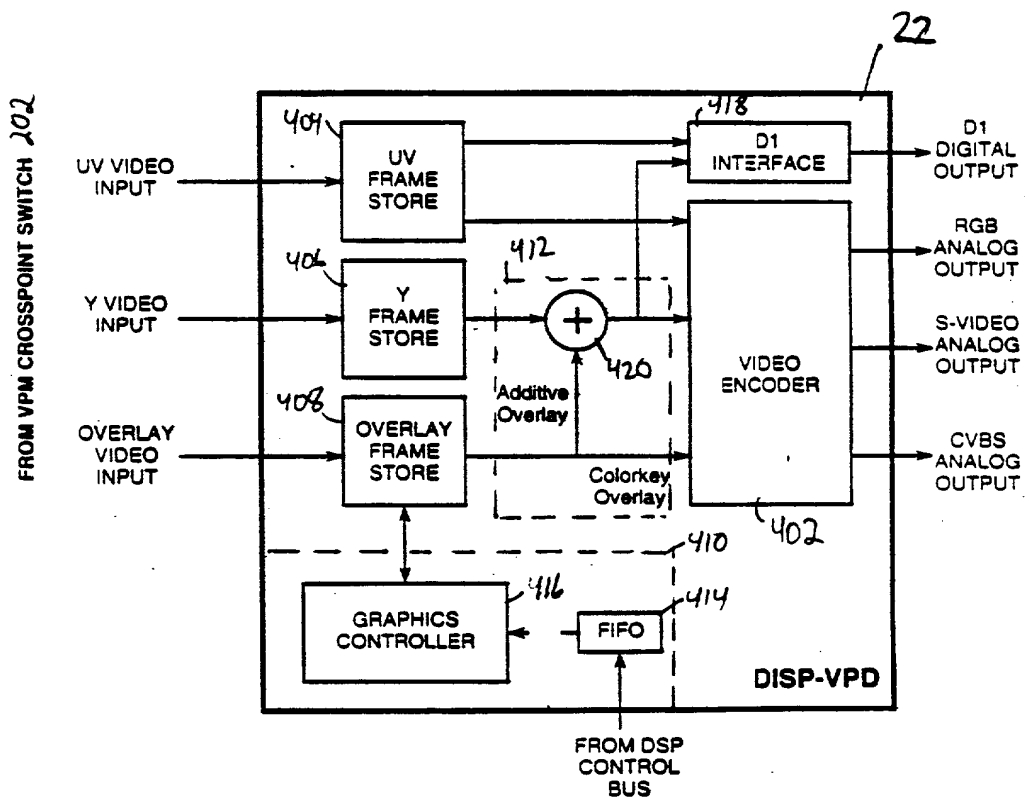 22
FROM VPM CROSSPOINT SWITCH 202
UV VIDEO
INPUT
404
UV
FRAME
STORE
418
D1
INTERFACE
D1
DIGITAL
OUTPUT
RGB
ANALOG
OUTPUT
412
406
Y VIDEO
INPUT
Y
FRAME
STORE
+
420
S-VIDEO
ANALOG
OUTPUT
VIDEO
ENCODER
Additive
Overlay
408
OVERLAY
VIDEO
INPUT
OVERLAY
FRAME
STORE
Colorkey
Overlay
CVBS
ANALOG
OUTPUT
402
410
416
GRAPHICS
CONTROLLER
414
FIFO
DISP-VPD
FROM DSP
CONTROL
BUS